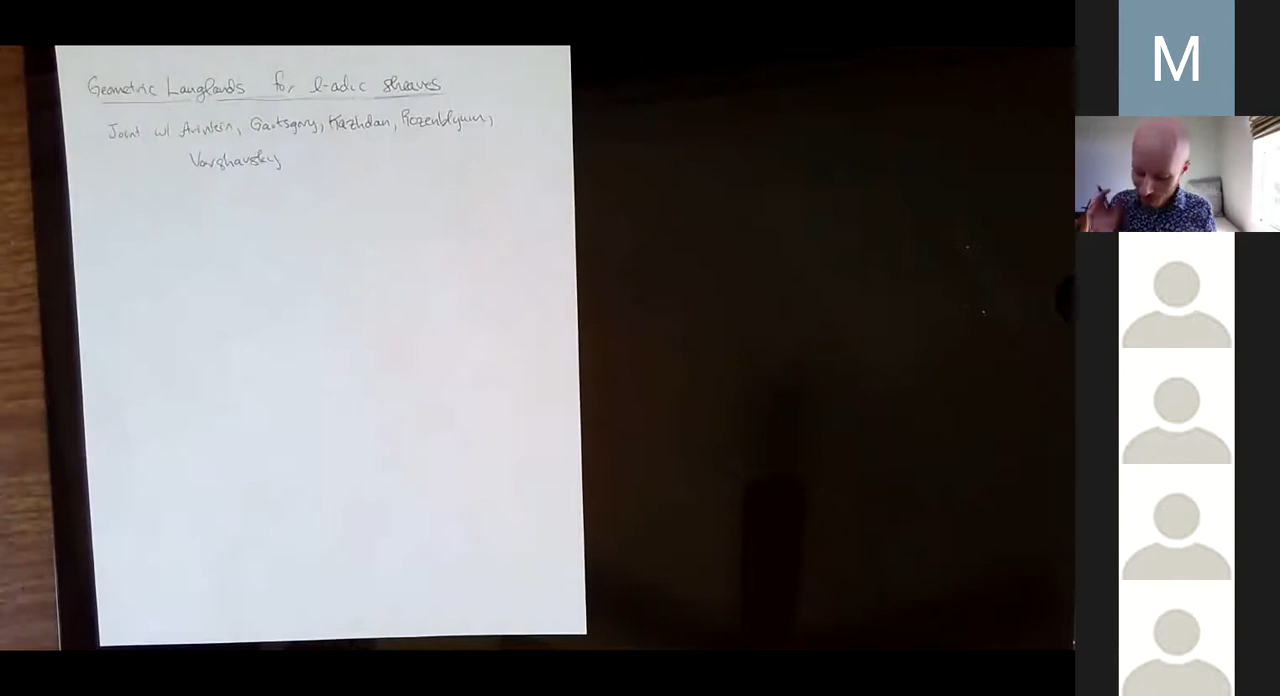 Geometric Langlands for l-adic sheaves
Joint w/ Arinkin, Gaitsgory, Kazhdan, Rozenblyum,
Varshavsky
M